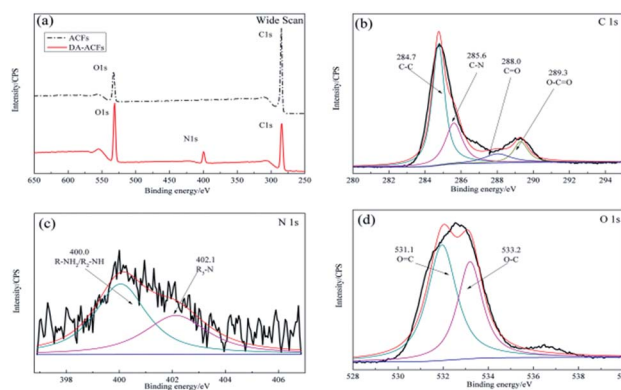 (a)
Wide Scan
ACFs
DA-ACFs
C1s
O1s
O1s
N1s
C1s
Intensity/CPS
650 600 550 500 450 400 350 300 250
Binding energy/eV
(b)
C 1s
284.7
C-C
285.6
C-N
288.0
C=O
289.3
O-C=O
Intensity/CPS
280 282 284 286 288 290 292 294
Binding energy/eV
(c)
N 1s
400.0
R-NH2/R2-NH
402.1
R3-N
Intensity/CPS
398 400 402 404 406
Binding energy/eV
(d)
O 1s
531.1
O=C
533.2
O-C
Intensity/CPS
528 530 532 534 536 538 540
Binding energy/eV